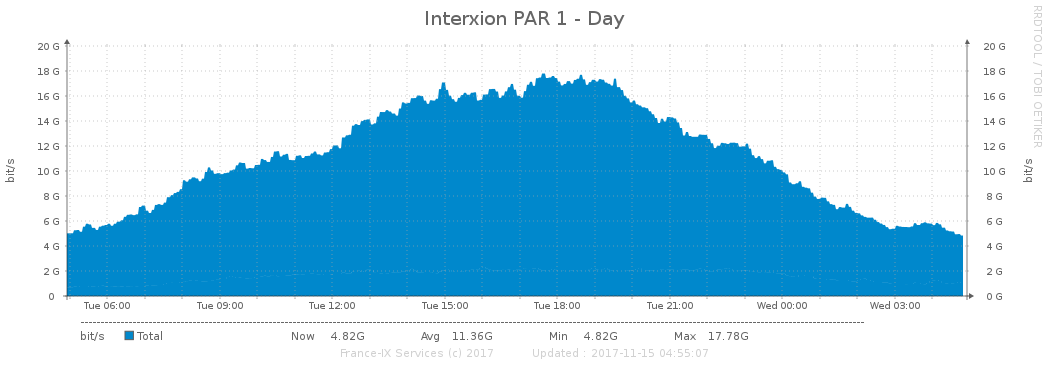 Interxion PAR 1 - Day
RRDTOOL / TOBI OETIKER
20 G 20 G
18 G 18 G
16 G 16 G
14 G 14 G
12 G 12 G
10 G 10 G
8 G 8 G
6 G 6 G
4 G 4 G
2 G 2 G
0 0 G
bit/s
bit/s
Tue 06:00 Tue 09:00 Tue 12:00 Tue 15:00 Tue 18:00 Tue 21:00 Wed 00:00 Wed 03:00
bit/s Total Now 4.82G Avg 11.36G Min 4.82G Max 17.78G
France-IX Services (c) 2017 Updated : 2017-11-15 04:55:07